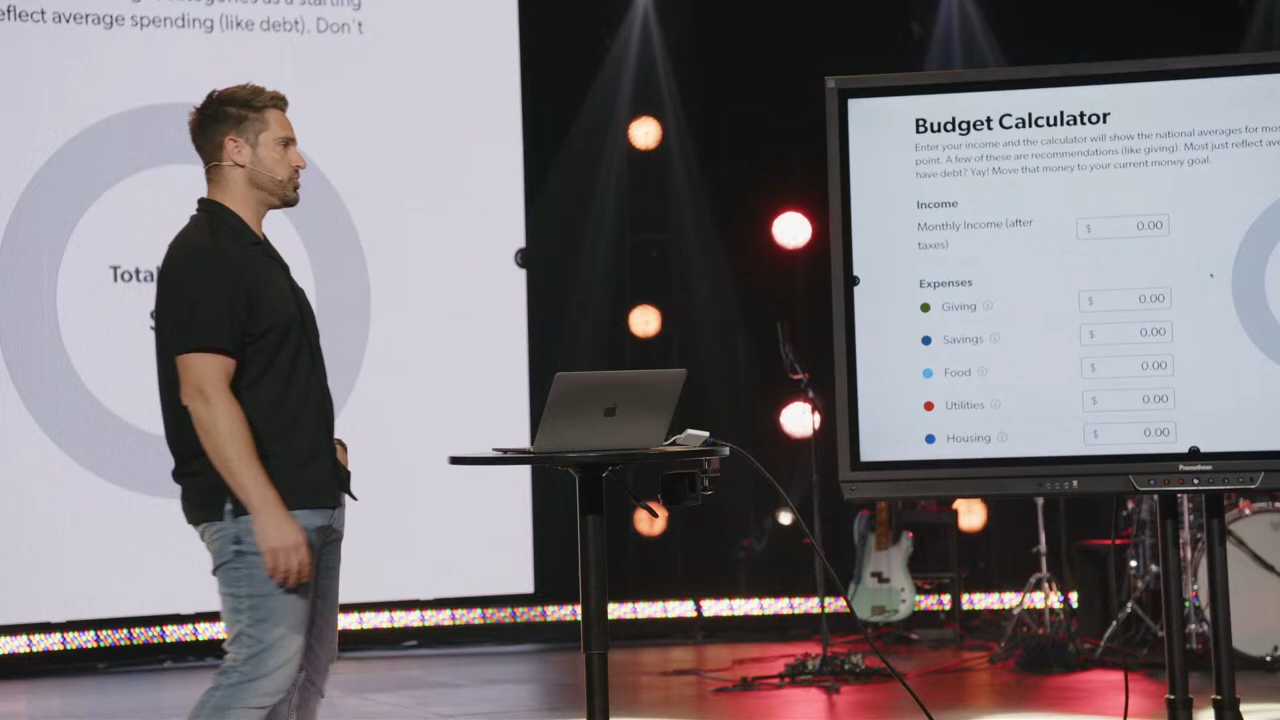 eflect average spending (like debt). Don't
Total
Budget Calculator
Enter your income and the calculator will show the national averages for mos
point. A few of these are recommendations (like giving). Most just reflect ave
have debt? Yay! Move that money to your current money goal.
Income
Monthly Income (after
taxes)
$ 0.00
Expenses
Giving $ 0.00
Savings $ 0.00
Food $ 0.00
Utilities $ 0.00
Housing $ 0.00
Promethean